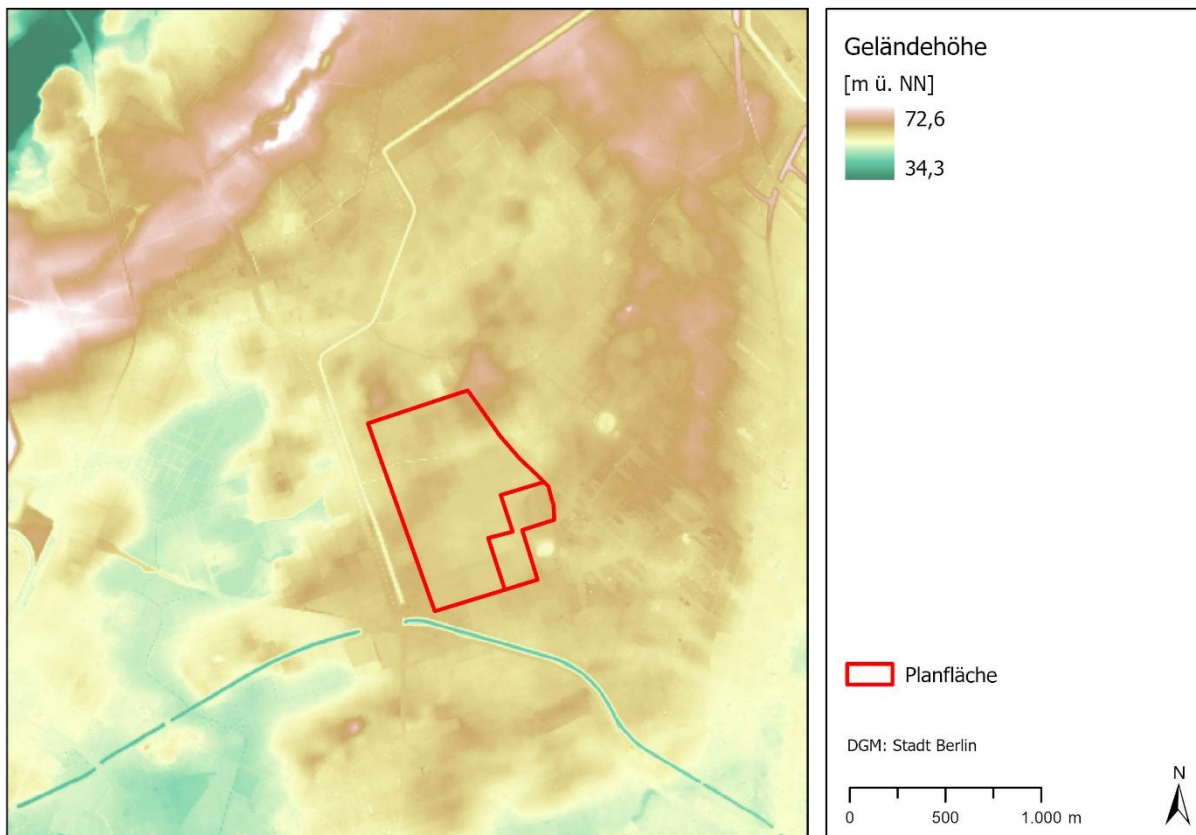 Geländehöhe
[m ü. NN]
72,6
34,3
Planfläche
DGM: Stadt Berlin
N
0 500 1.000 m